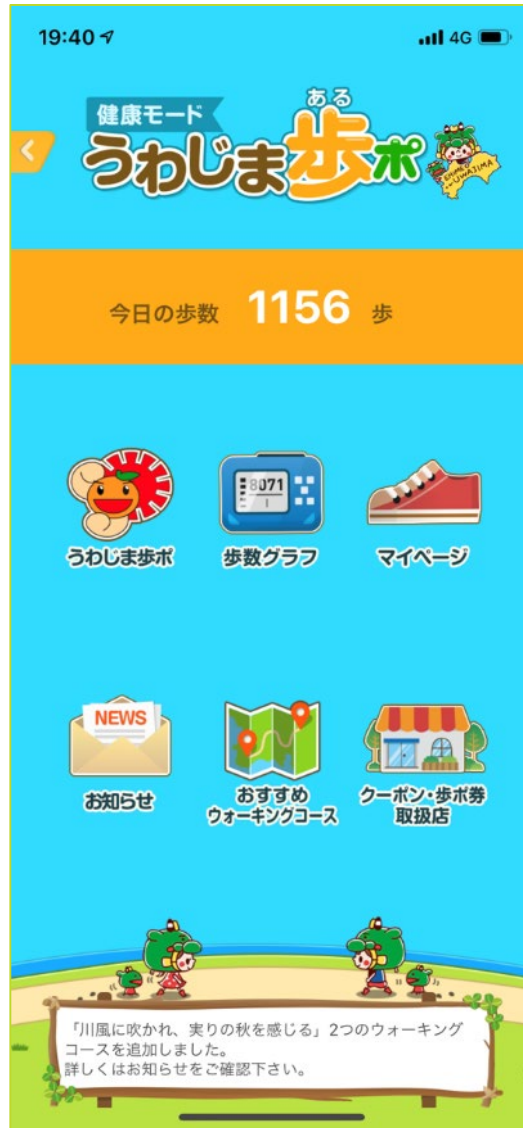 19:40
4G
健康モード
ある
うわじま歩ポ
EHIME
UWAJIMA
今日の歩数 1156 歩
8071
うわじま歩ポ
歩数グラフ
マイページ
NEWS
お知らせ
おすすめ
ウォーキングコース
クーポン・歩ポ券
取扱店
「川風に吹かれ、実りの秋を感じる」2つのウォーキング
コースを追加しました。
詳しくはお知らせをご確認下さい。